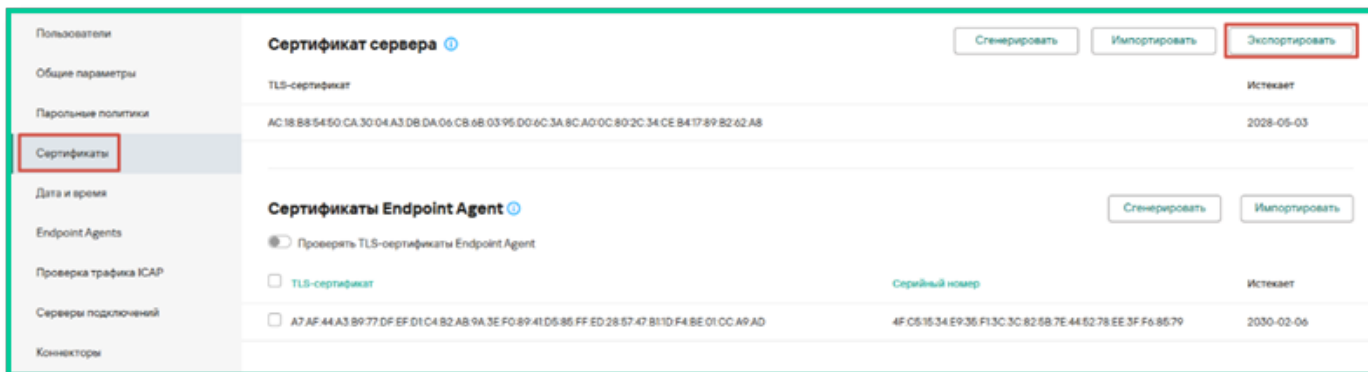 Пользователи
Общие параметры
Парольные политики
Сертификаты
Дата и время
Endpoint Agents
Проверка трафика ICAP
Серверы подключений
Коннекторы
Сертификат сервера
Сгенерировать Импортировать Экспортировать
TLS-сертификат Истекает
AC:18:B8:54:50:CA:30:04:A3:DB:DA:06:CB:6B:03:95:D0:6C:3A:8C:A0:0C:80:2C:34:CE:B4:17:89:B2:62:A8 2028-05-03
Сертификаты Endpoint Agent
Сгенерировать Импортировать
Проверять TLS-сертификаты Endpoint Agent
TLS-сертификат Серийный номер Истекает
A7:AF:44:A3:B9:77:DF:EF:D1:C4:B2:AB:9A:3E:F0:89:41:D5:85:FF:ED:28:57:47:B1:1D:F4:BE:01:CC:A9:AD 4F:C5:15:34:E9:35:F1:3C:3C:82:5B:7E:44:52:78:EE:3F:F6:85:79 2030-02-06